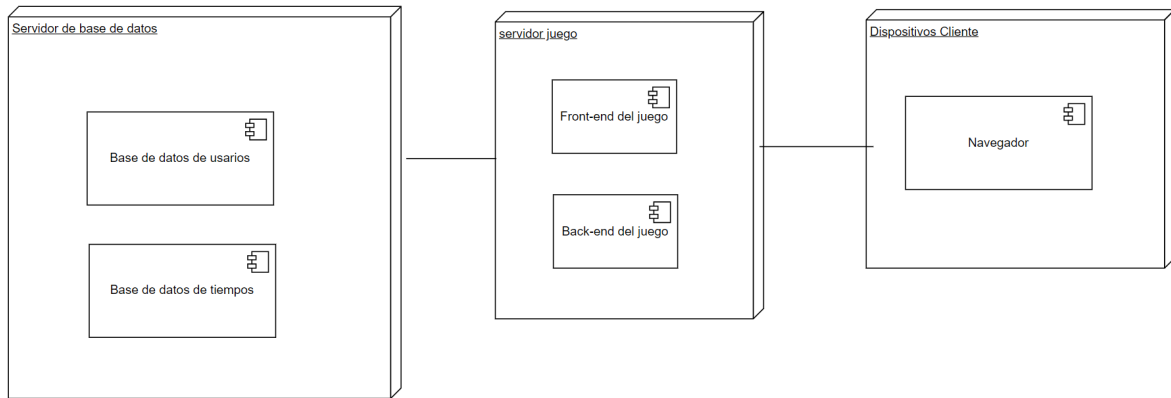 Servidor de base de datos
Base de datos de usarios
Base de datos de tiempos
servidor juego
Front-end del juego
Back-end del juego
Dispositivos Cliente
Navegador